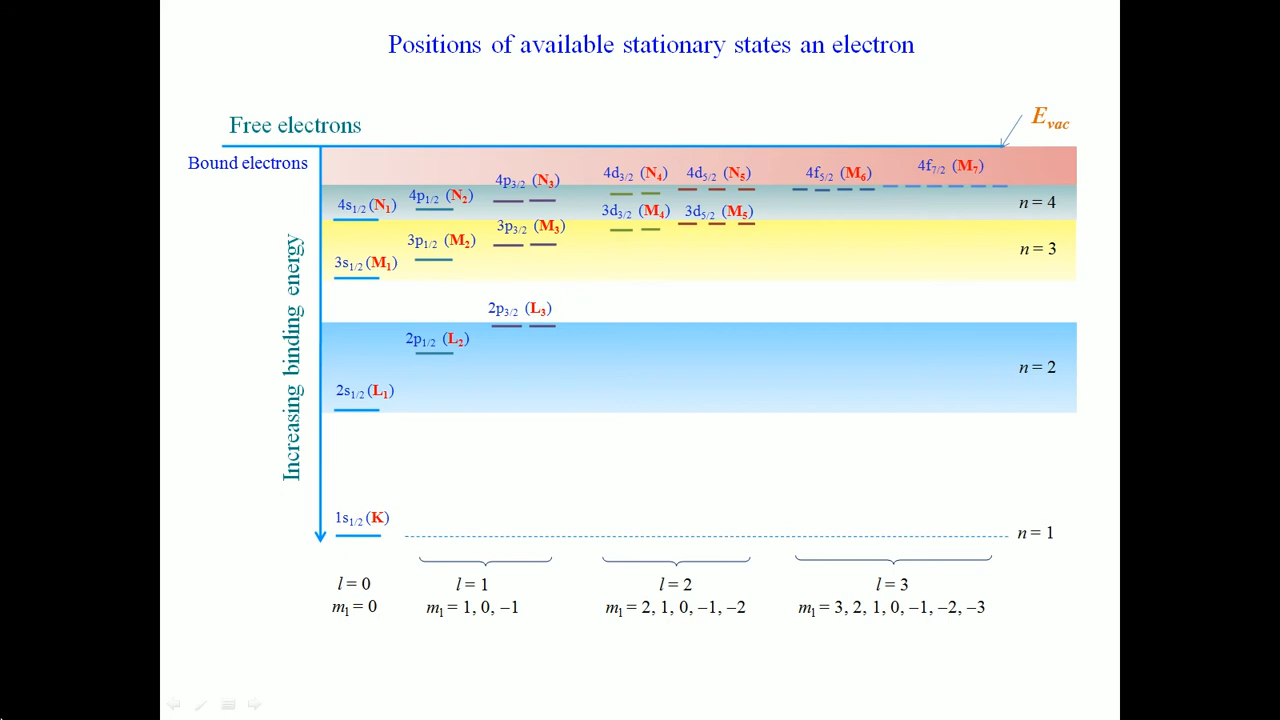 Positions of available stationary states an electron
Free electrons
E_vac
Bound electrons
4s1/2 (N1)
4p1/2 (N2)
4p3/2 (N3)
4d3/2 (N4)
4d5/2 (N5)
4f5/2 (M6)
4f7/2 (M7)
n = 4
3s1/2 (M1)
3p1/2 (M2)
3p3/2 (M3)
3d3/2 (M4)
3d5/2 (M5)
n = 3
2s1/2 (L1)
2p1/2 (L2)
2p3/2 (L3)
n = 2
1s1/2 (K)
n = 1
Increasing binding energy
l = 0
l = 1
l = 2
l = 3
ml = 0
ml = 1, 0, −1
ml = 2, 1, 0, −1, −2
ml = 3, 2, 1, 0, −1, −2, −3